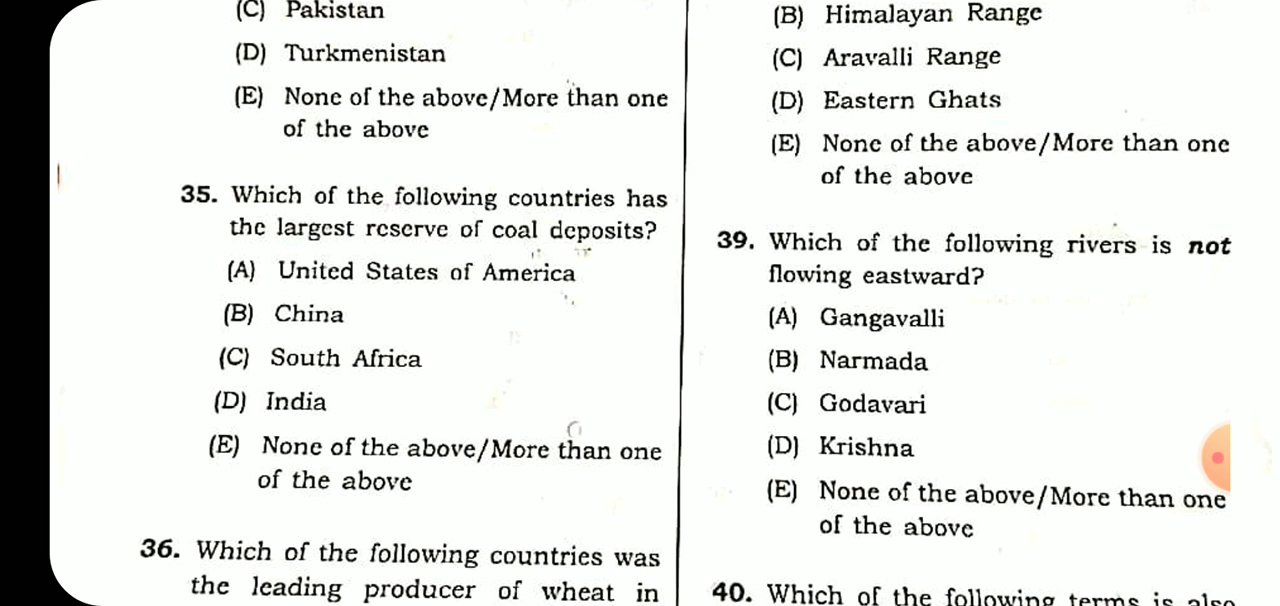 (C) Pakistan
(D) Turkmenistan
(E) None of the above/More than one
of the above
35. Which of the following countries has
the largest reserve of coal deposits?
(A) United States of America
(B) China
(C) South Africa
(D) India
(E) None of the above/More than one
of the above
36. Which of the following countries was
the leading producer of wheat in
(B) Himalayan Range
(C) Aravalli Range
(D) Eastern Ghats
(E) None of the above/More than one
of the above
39. Which of the following rivers is not
flowing eastward?
(A) Gangavalli
(B) Narmada
(C) Godavari
(D) Krishna
(E) None of the above/More than one
of the above
40. Which of the following terms is also